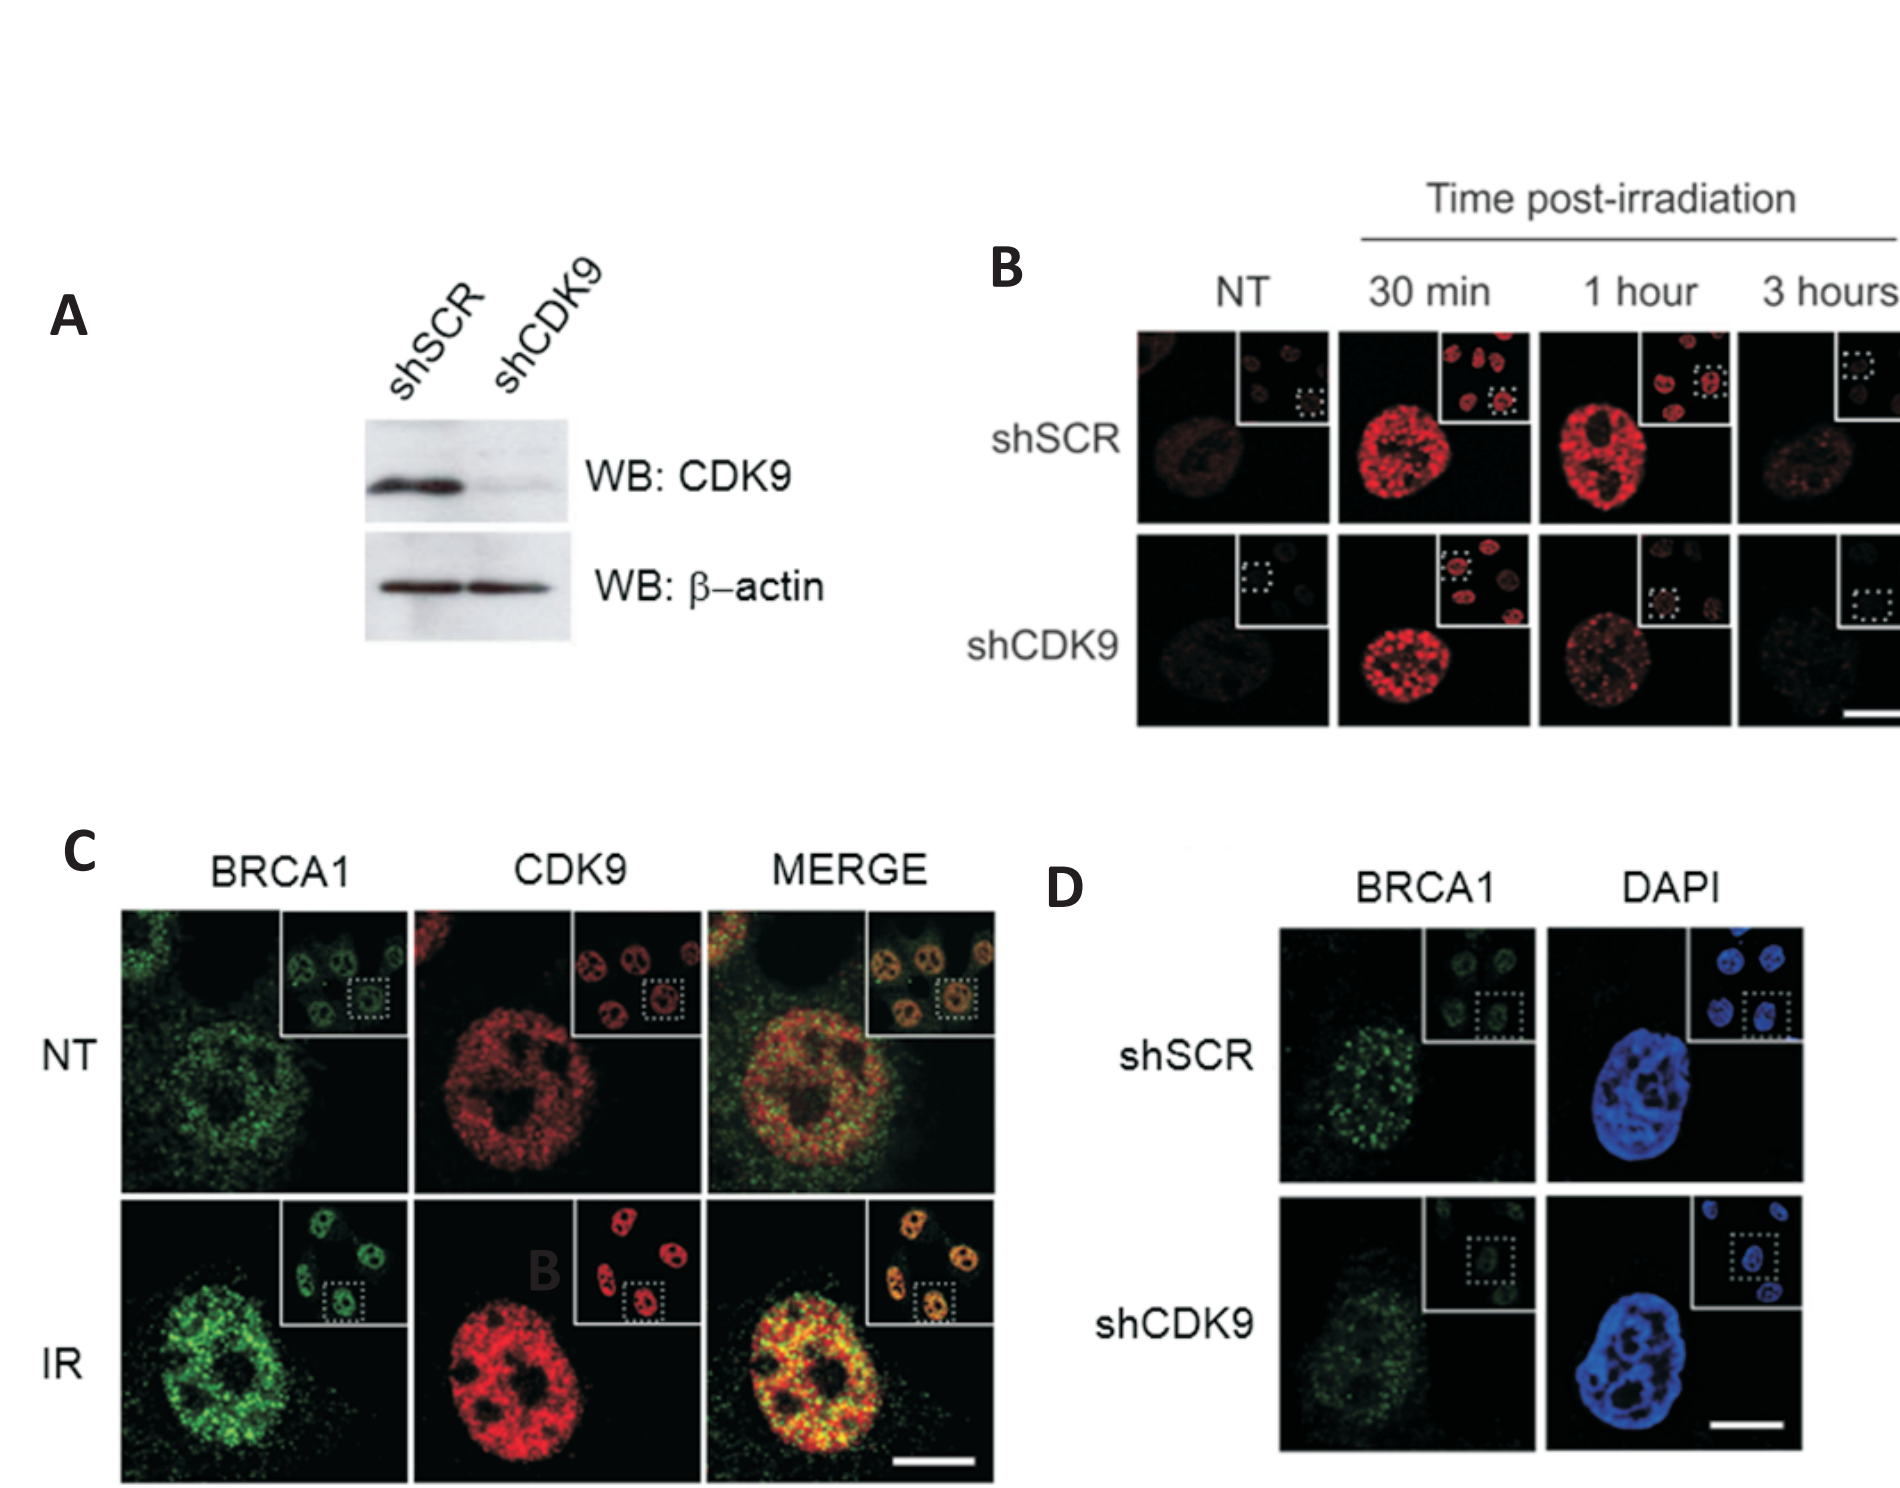 A
shSCR
shCDK9
WB: CDK9
WB: β–actin
B
Time post-irradiation
NT
30 min
1 hour
3 hours
shSCR
shCDK9
C
BRCA1
CDK9
MERGE
NT
IR
B
D
BRCA1
DAPI
shSCR
shCDK9